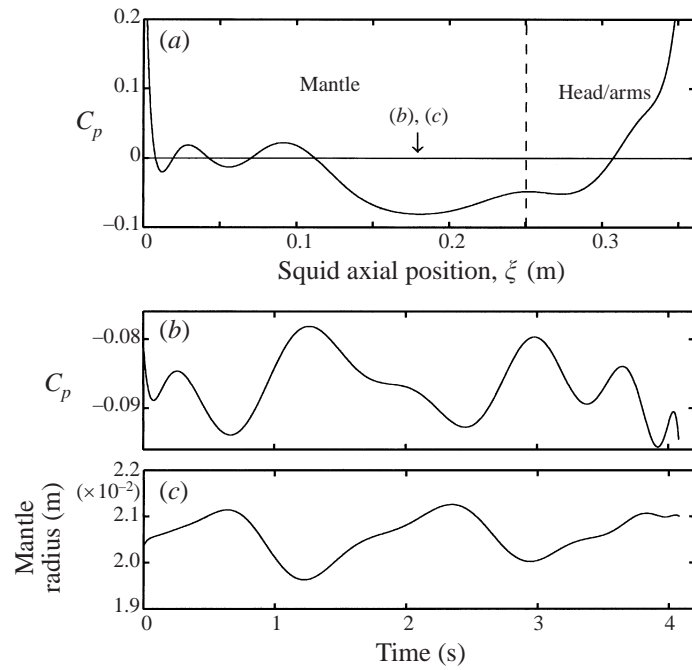 0.2
(a)
Mantle
Head/arms
0.1
(b), (c)
Cp
0
–0.1
0
0.1
0.2
0.3
Squid axial position, ξ (m)
(b)
–0.08
Cp
–0.09
2.2
(×10–2)
(c)
2.1
Mantle
radius (m)
2.0
1.9
0
1
2
3
4
Time (s)